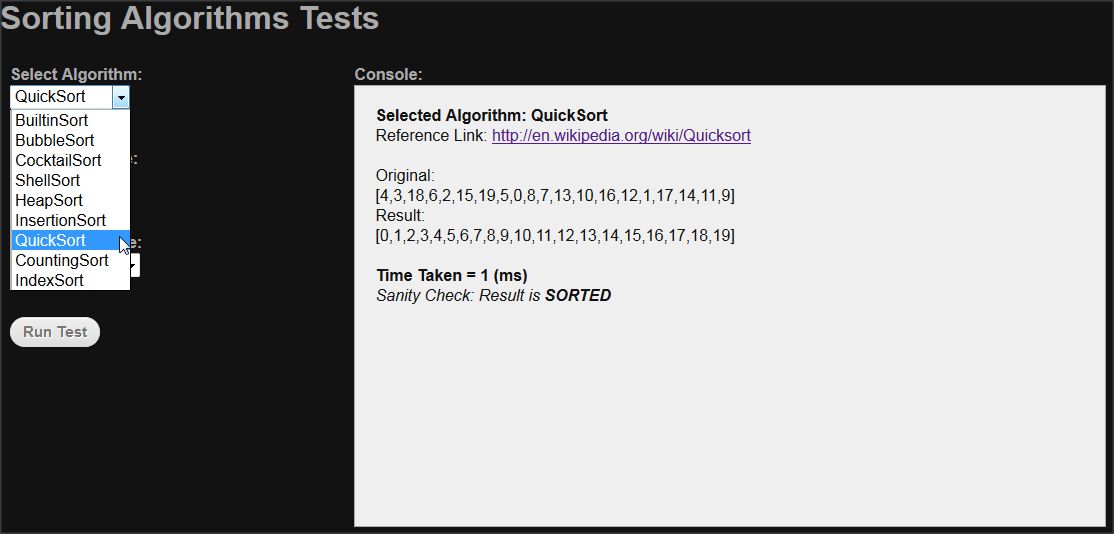 Sorting Algorithms Tests
Select Algorithm:
QuickSort
BuiltinSort
BubbleSort
CocktailSort
ShellSort
HeapSort
InsertionSort
QuickSort
CountingSort
IndexSort
Run Test
Console:
Selected Algorithm: QuickSort
Reference Link: http://en.wikipedia.org/wiki/Quicksort
Original:
[4,3,18,6,2,15,19,5,0,8,7,13,10,16,12,1,17,14,11,9]
Result:
[0,1,2,3,4,5,6,7,8,9,10,11,12,13,14,15,16,17,18,19]
Time Taken = 1 (ms)
Sanity Check: Result is SORTED